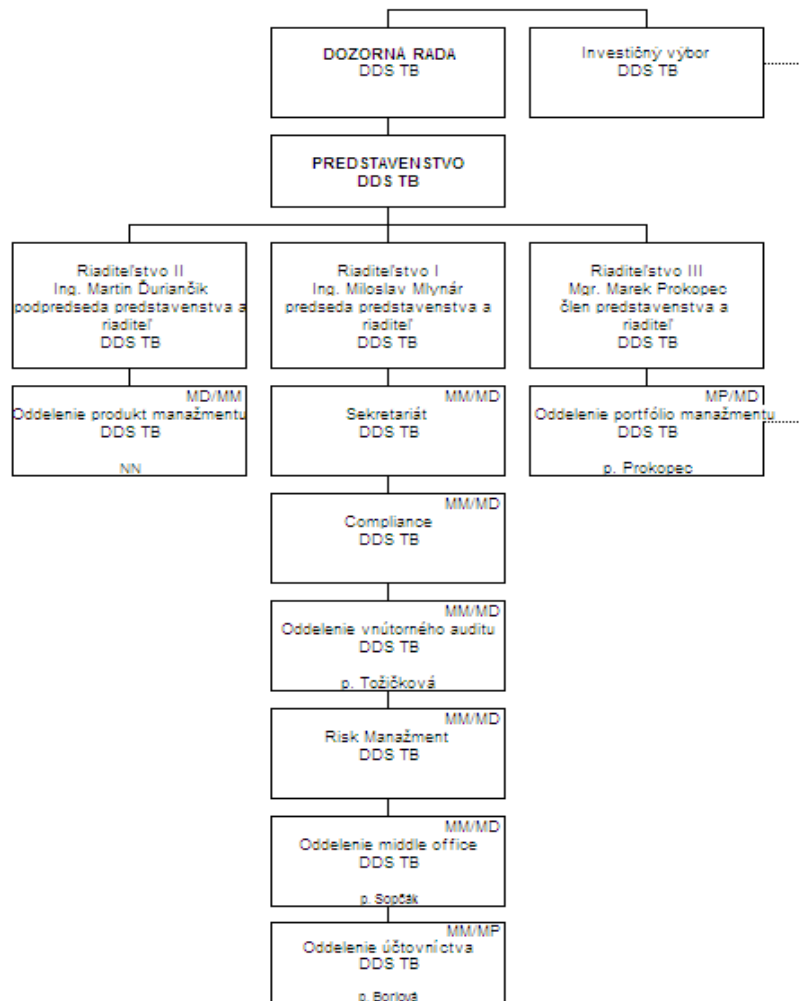 DOZORNÁ RADA
DDS TB
Investičný výbor
DDS TB
PREDSTAVENSTVO
DDS TB
Riaditeľstvo II
Ing. Martin Ďuriančik
podpredseda predstavenstva a
riaditeľ
DDS TB
Riaditeľstvo I
Ing. Miloslav Mlynár
predseda predstavenstva a
riaditeľ
DDS TB
Riaditeľstvo III
Mgr. Marek Prokopec
člen predstavenstva a
riaditeľ
DDS TB
MD/MM
Oddelenie produkt manažmentu
DDS TB
NN
MM/MD
Sekretariát
DDS TB
MP/MD
Oddelenie portfólio manažmentu
DDS TB
p. Prokopec
MM/MD
Compliance
DDS TB
MM/MD
Oddelenie vnútorného auditu
DDS TB
p. Tožičková
MM/MD
Risk Manažment
DDS TB
MM/MD
Oddelenie middle office
DDS TB
p. Sopčák
MM/MP
Oddelenie účtovníctva
DDS TB
p.